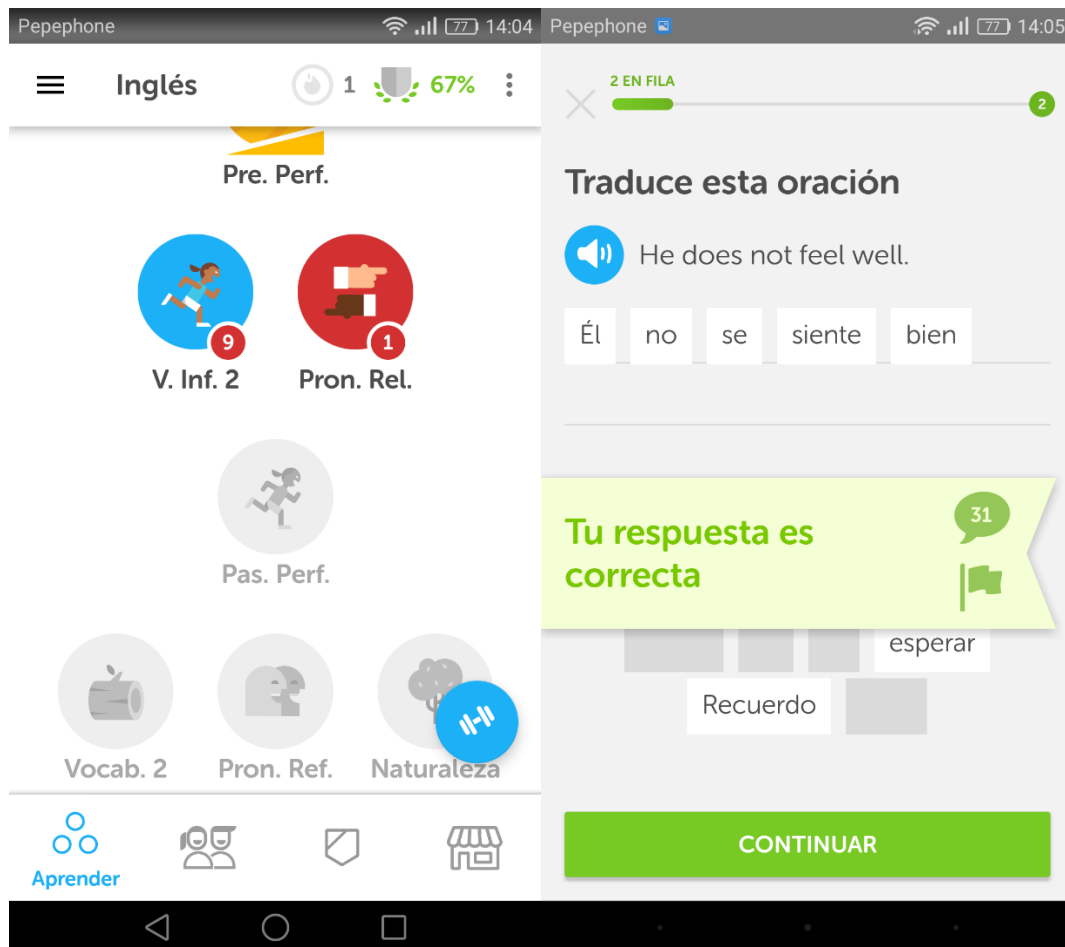 Pepephone 77 14:04
Inglés 1 67%
Pre. Perf.
9 1
V. Inf. 2 Pron. Rel.
Pas. Perf.
Vocab. 2 Pron. Ref. Naturaleza
Aprender
Pepephone 77 14:05
2 EN FILA
2
Traduce esta oración
He does not feel well.
Él no se siente bien
Tu respuesta es
correcta
31
esperar
Recuerdo
CONTINUAR